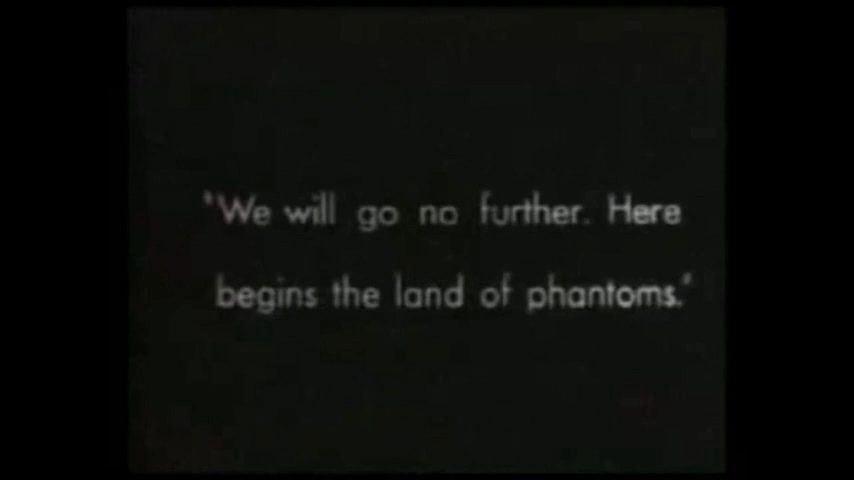 "We will go no further. Here
begins the land of phantoms."